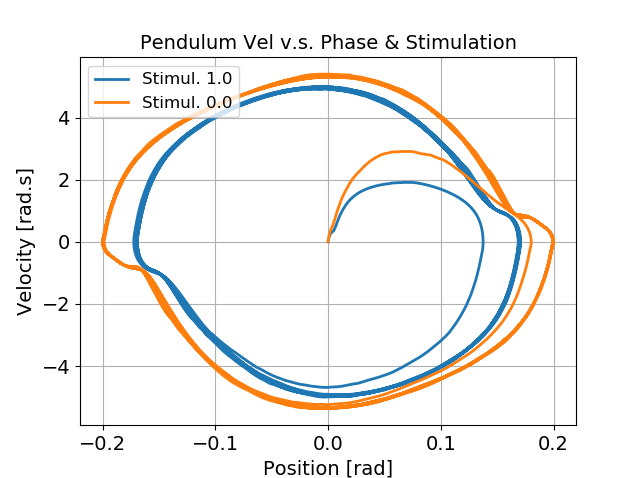 Pendulum Vel v.s. Phase & Stimulation
Stimul. 1.0
Stimul. 0.0
4
2
0
−2
−4
Velocity [rad.s]
−0.2 −0.1 0.0 0.1 0.2
Position [rad]